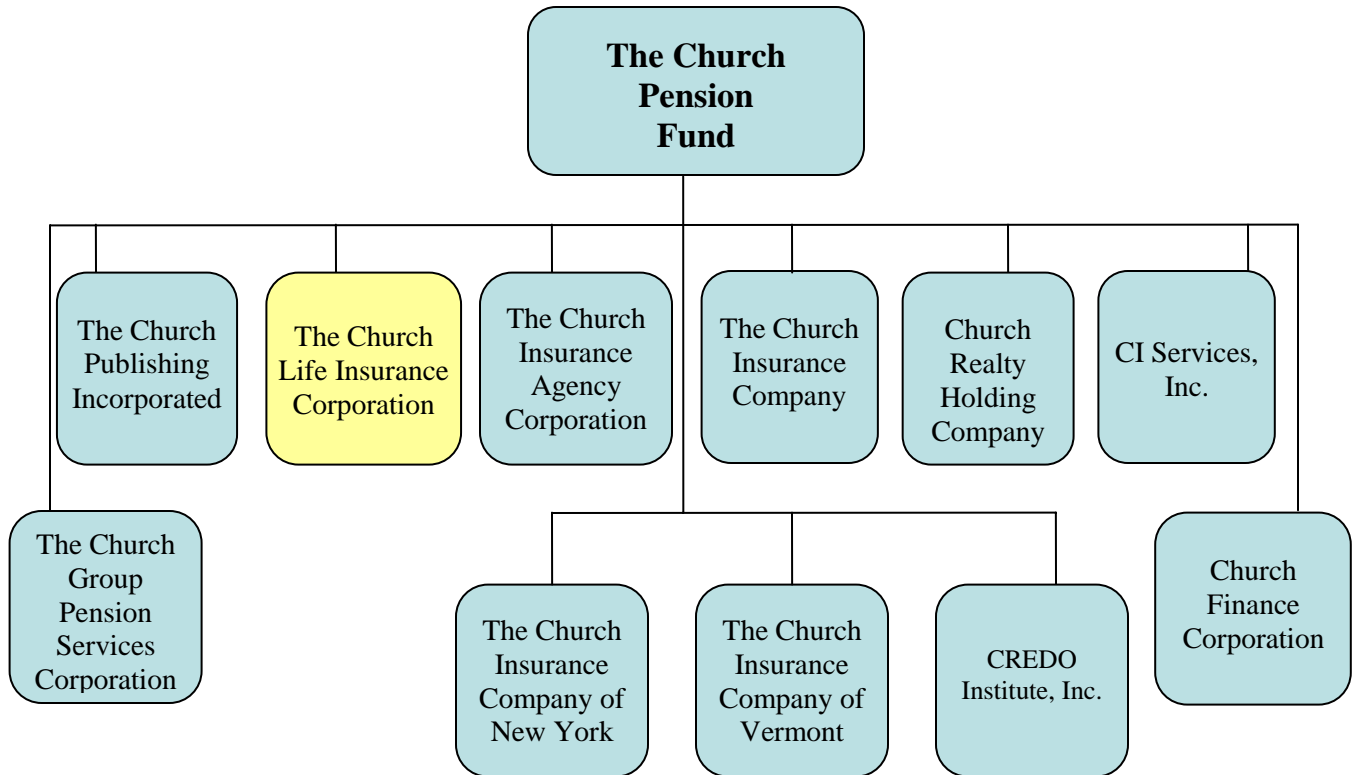 The Church
Pension
Fund
The Church
Publishing
Incorporated
The Church
Life Insurance
Corporation
The Church
Insurance
Agency
Corporation
The Church
Insurance
Company
Church
Realty
Holding
Company
CI Services,
Inc.
The Church
Group
Pension
Services
Corporation
The Church
Insurance
Company of
New York
The Church
Insurance
Company of
Vermont
CREDO
Institute, Inc.
Church
Finance
Corporation